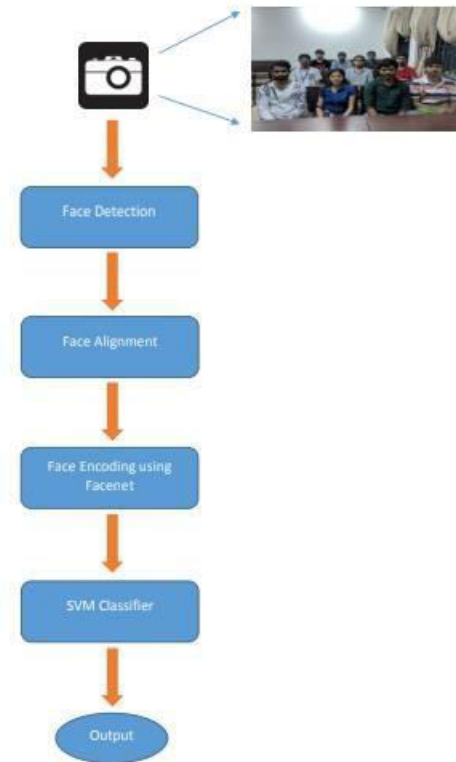 Face Detection
Face Alignment
Face Encoding using
Facenet
SVM Classifier
Output